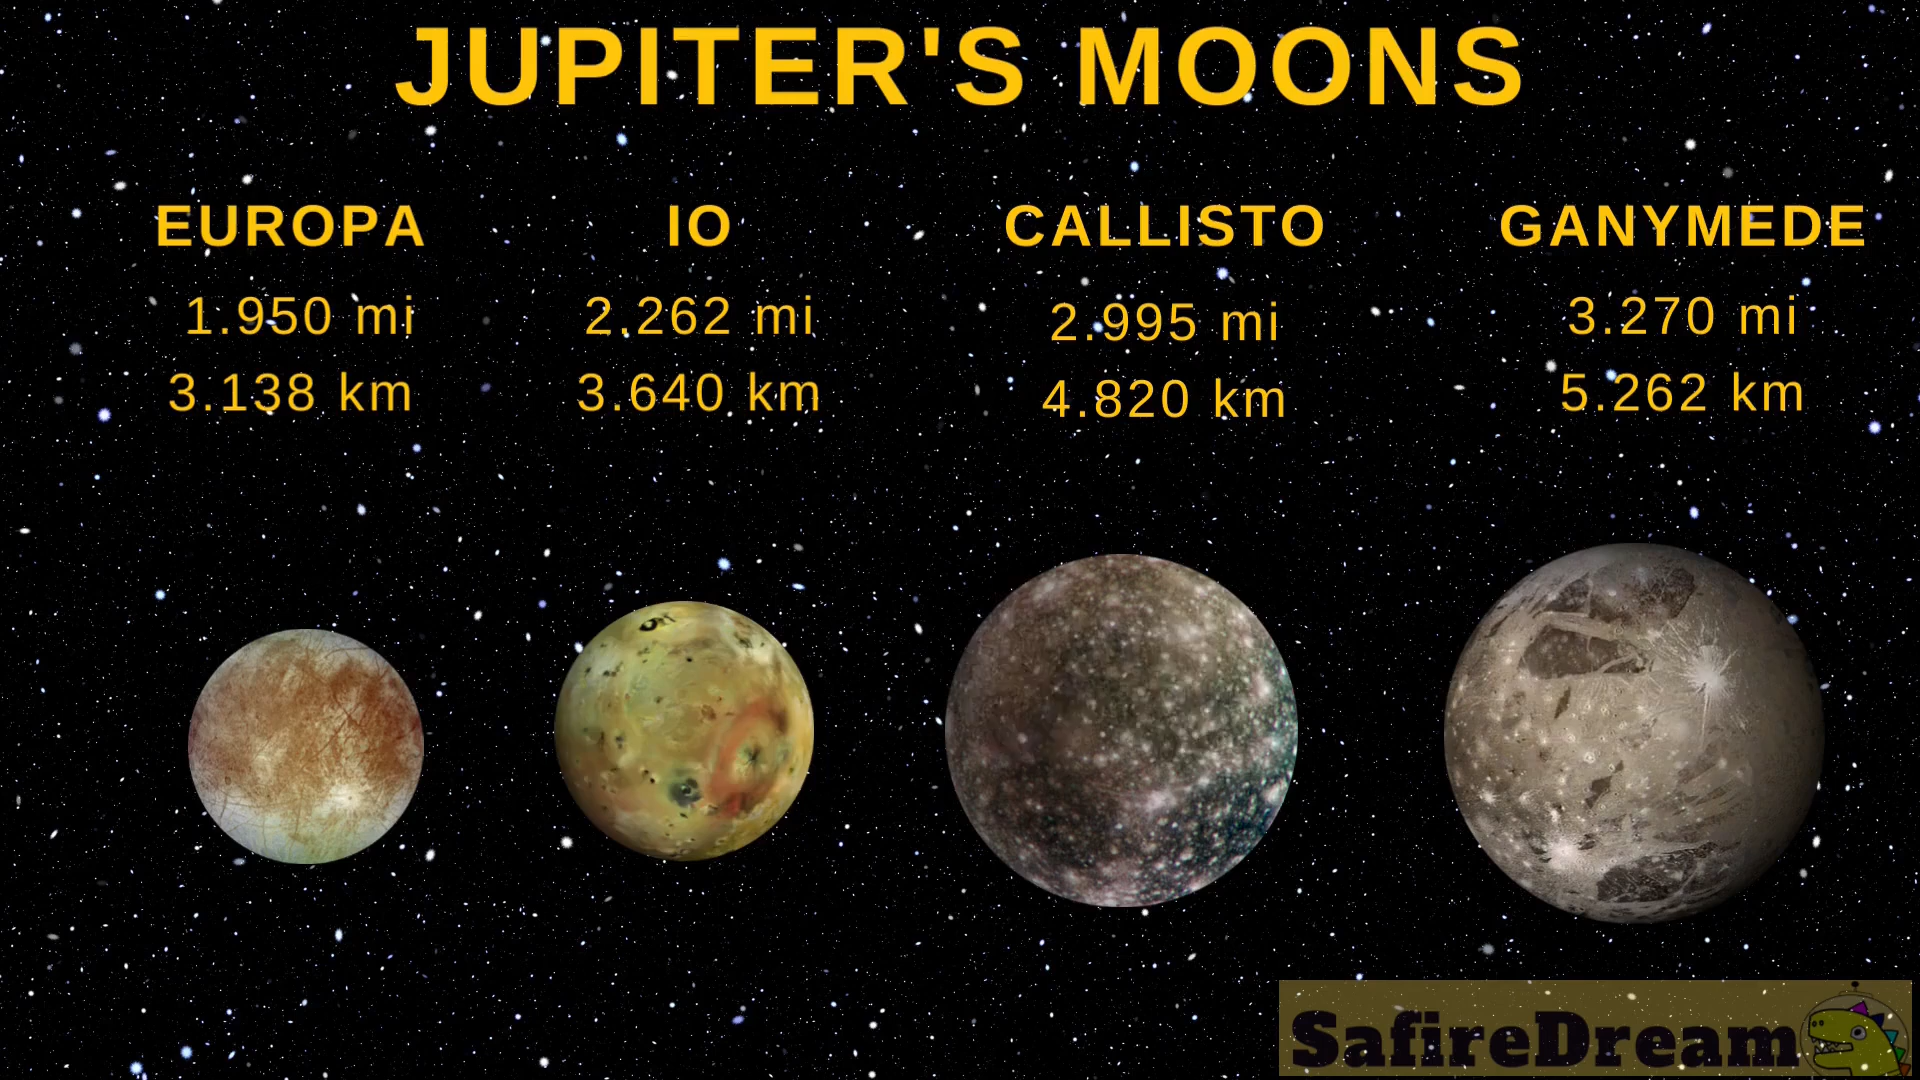 JUPITER'S MOONS
EUROPA
1.950 mi
3.138 km
IO
2.262 mi
3.640 km
CALLISTO
2.995 mi
4.820 km
GANYMEDE
3.270 mi
5.262 km
SafireDream